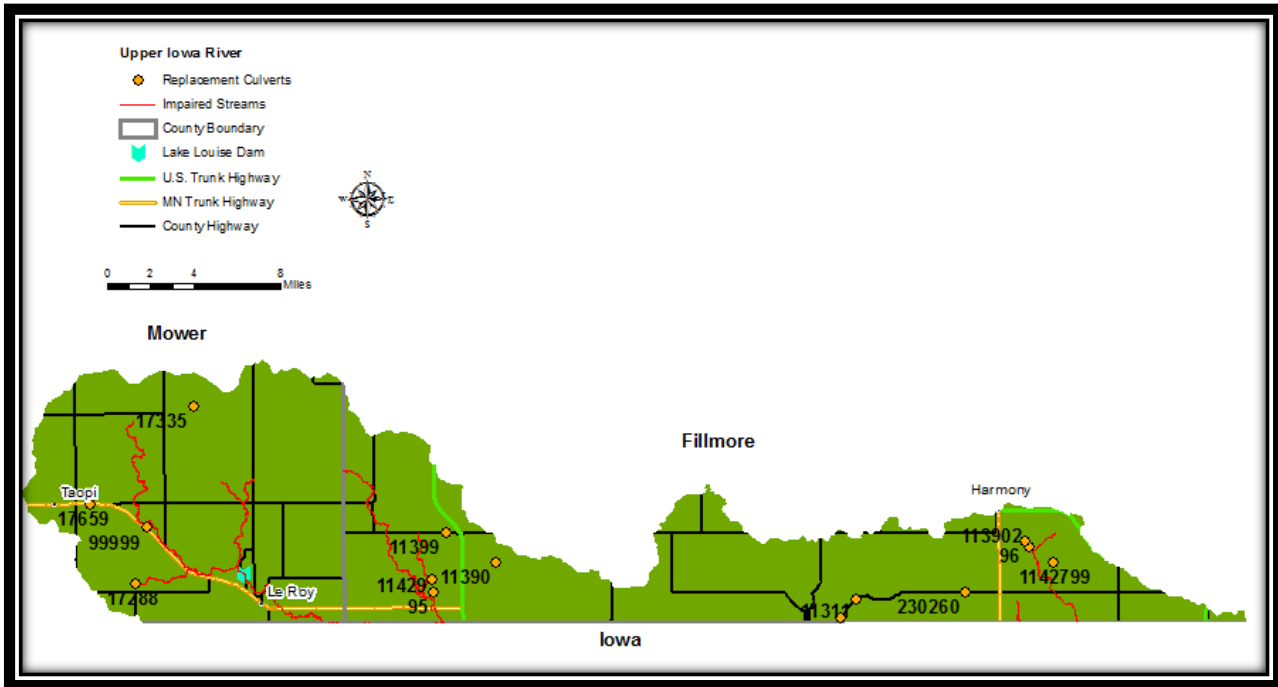 Upper Iowa River
Replacement Culverts
Impaired Streams
County Boundary
Lake Louise Dam
U.S. Trunk Highway
MN Trunk Highway
County Highway
N
W E
S
0 2 4 8
Miles
Mower
17335
Fillmore
Taopi
Harmony
17659
99999
11399
113902
96
11429
11390
1142799
17288
Le Roy
95
11311
230260
Iowa